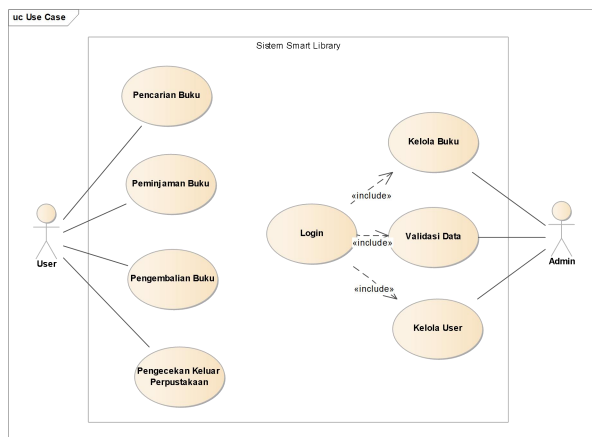 uc Use Case
Sistem Smart Library
Pencarian Buku
Peminjaman Buku
Pengembalian Buku
Pengecekan Keluar
Perpustakaan
User
Login
«include»
«include»
«include»
Kelola Buku
Validasi Data
Kelola User
Admin